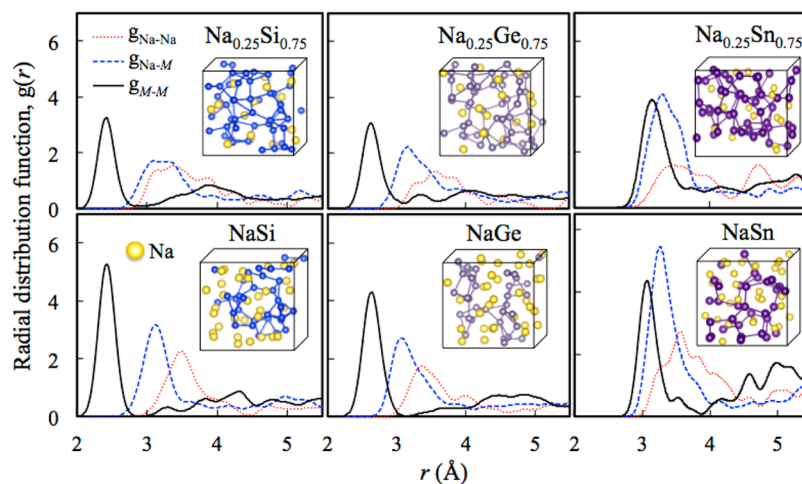 Radial distribution function, g(r)
6
4
2
0
g_Na-Na
g_Na-M
g_M-M
Na0.25Si0.75
Na0.25Ge0.75
Na0.25Sn0.75
6
4
2
0
Na
NaSi
NaGe
NaSn
2 3 4 5
2 3 4 5
2 3 4 5
r (Å)